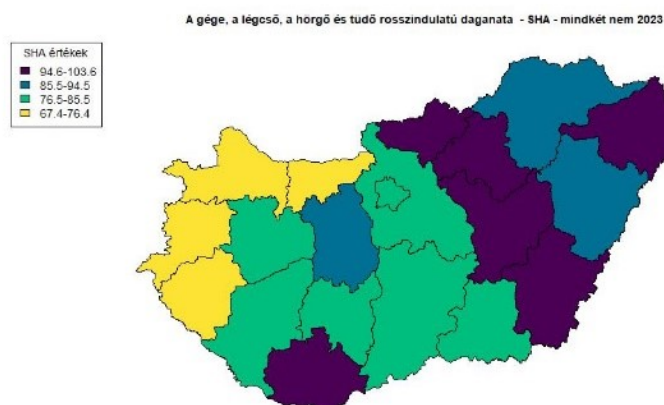 A gége, a légcső, a hörgő és tüdő rosszindulatú daganata - SHA - mindkét nem 2023
SHA értékek
94.6-103.6
85.5-94.5
76.5-85.5
67.4-76.4